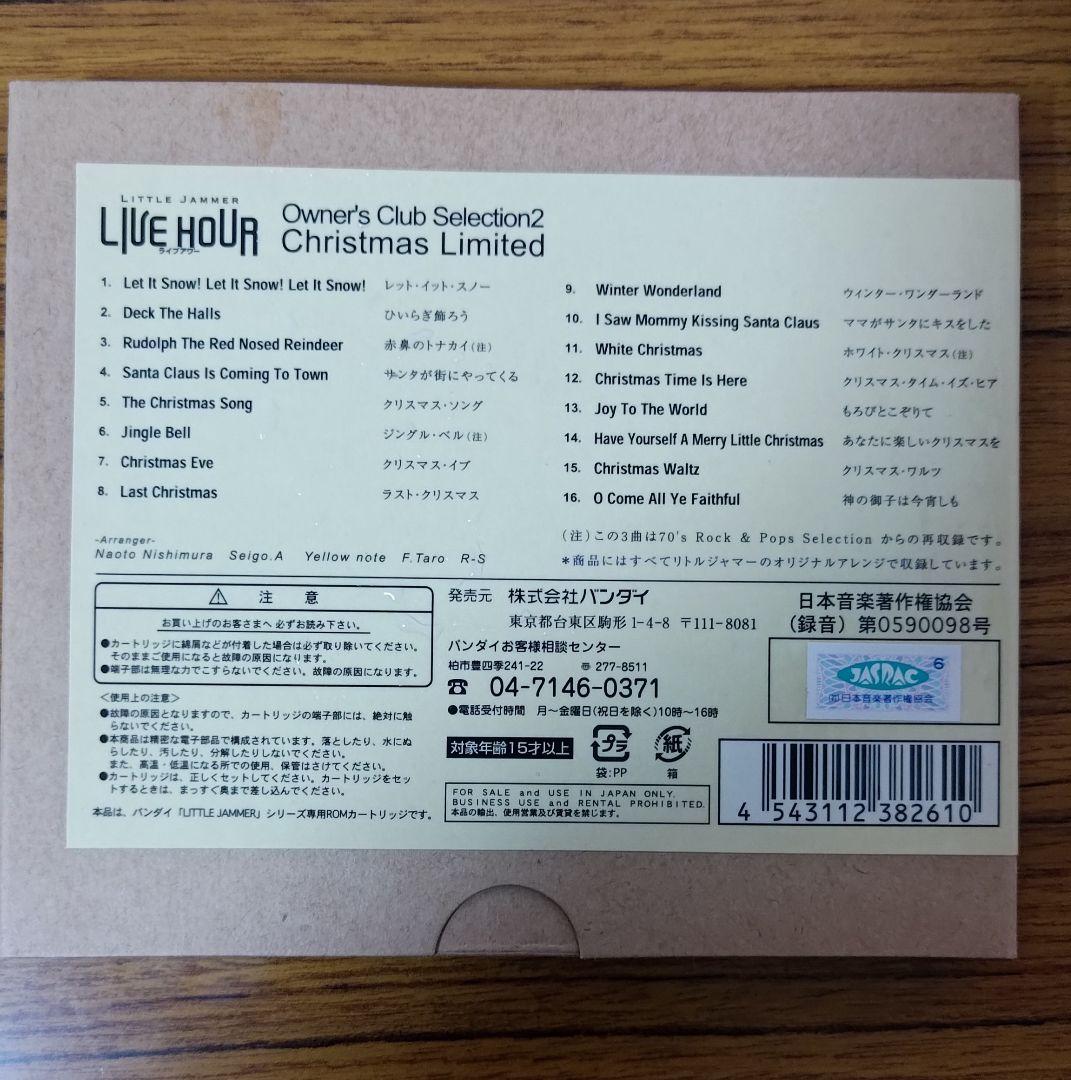 LITTLE JAMMER
LIVE HOUR
ライブアワー
Owner's Club Selection2
Christmas Limited
1. Let It Snow! Let It Snow! Let It Snow! レット・イット・スノー
2. Deck The Halls ひいらぎ飾ろう
3. Rudolph The Red Nosed Reindeer 赤鼻のトナカイ(注)
4. Santa Claus Is Coming To Town サンタが街にやってくる
5. The Christmas Song クリスマス・ソング
6. Jingle Bell ジングル・ベル(注)
7. Christmas Eve クリスマス・イブ
8. Last Christmas ラスト・クリスマス
9. Winter Wonderland ウィンター・ワンダーランド
10. I Saw Mommy Kissing Santa Claus ママがサンタにキスをした
11. White Christmas ホワイト・クリスマス(注)
12. Christmas Time Is Here クリスマス・タイム・イズ・ヒア
13. Joy To The World もろびとこぞりて
14. Have Yourself A Merry Little Christmas あなたに楽しいクリスマスを
15. Christmas Waltz クリスマス・ワルツ
16. O Come All Ye Faithful 神の御子は今宵しも
-Arranger-
Naoto Nishimura Seigo.A Yellow note F.Taro R-S
(注)この3曲は70's Rock & Pops Selection からの再収録です。
*商品にはすべてリトルジャマーのオリジナルアレンジで収録しています。
⚠ 注 意
お買い上げのお客さまへ 必ずお読み下さい。
●カートリッジに綿屑などが付着した場合は必ず取り除いてください。
そのままご使用になると故障の原因になります。
●端子部は無理な力でこすらないでください。故障の原因になります。
＜使用上の注意＞
●故障の原因となりますので、カートリッジの端子部には、絶対に触
らないでください。
●本商品は精密な電子部品で構成されています。落としたり、水にぬ
らしたり、汚したり、分解したりしないでください。
また、高温・低温になる所での使用、保管はさけてください。
●カートリッジは、正しくセットしてください。カートリッジをセッ
トするときは、まっすぐ奥まで差し込んでください。
本品は、バンダイ「LITTLE JAMMER」シリーズ専用ROMカートリッジです。
発売元 株式会社バンダイ
東京都台東区駒形 1-4-8 〒111-8081
バンダイお客様相談センター
柏市豊四季241-22 〠 277-8511
☎ 04-7146-0371
●電話受付時間 月〜金曜日(祝日を除く)10時〜16時
対象年齢15才以上
プラ
袋:PP
紙
箱
FOR SALE and USE IN JAPAN ONLY.
BUSINESS USE and RENTAL PROHIBITED.
本品の輸出、使用営業及び賃貸を禁じます。
日本音楽著作権協会
(録音) 第0590098号
6
JASRAC
(社)日本音楽著作権協会
4 543112 382610